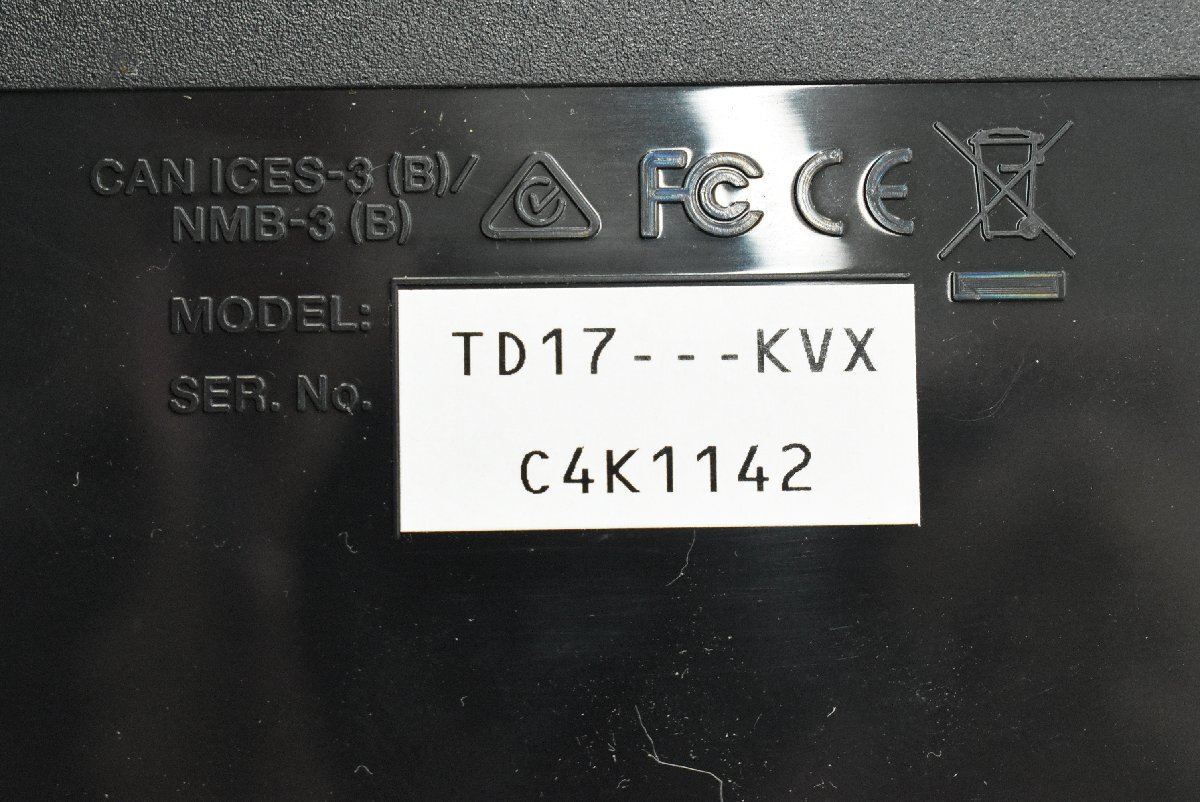 CAN ICES-3 (B)/
NMB-3 (B)
FC CE
MODEL: TD17---KVX
SER. No. C4K1142